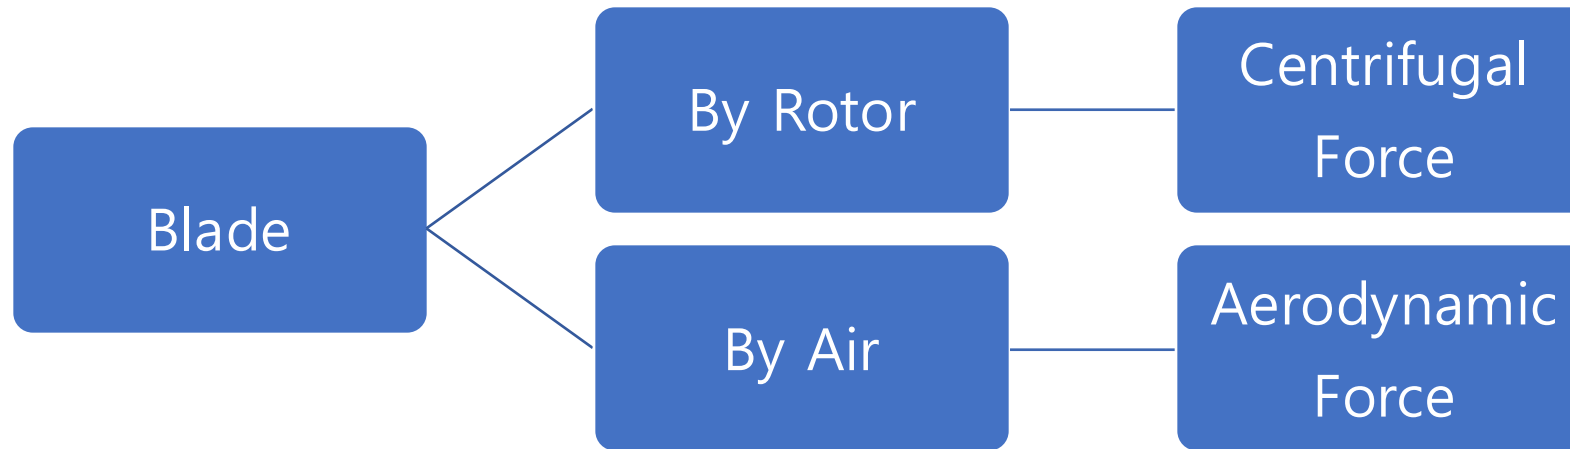 Blade
By Rotor
Centrifugal
Force
By Air
Aerodynamic
Force